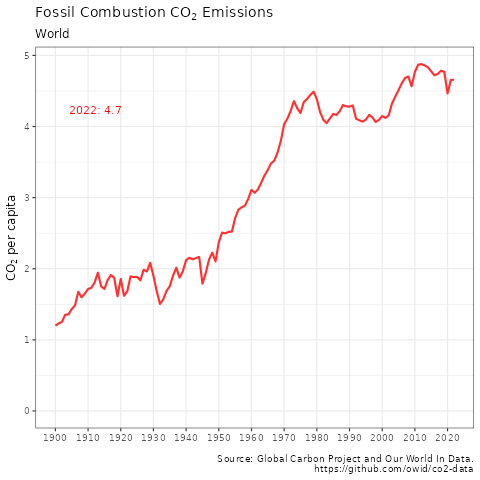 Fossil Combustion CO₂ Emissions
World
5
4
3
2
1
0
CO₂ per capita
2022: 4.7
1900 1910 1920 1930 1940 1950 1960 1970 1980 1990 2000 2010 2020
Source: Global Carbon Project and Our World In Data.
https://github.com/owid/co2-data